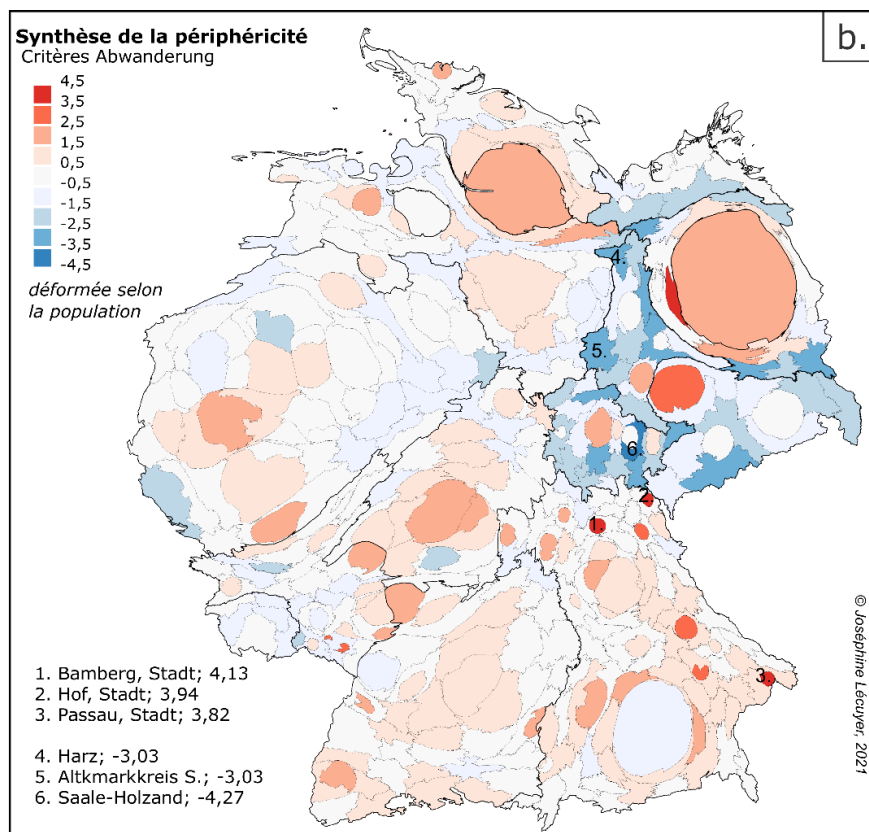 Synthèse de la périphéricité
Critères Abwanderung
b.
4,5
3,5
2,5
1,5
0,5
-0,5
-1,5
-2,5
-3,5
-4,5
déformée selon
la population
4.
5.
6.
2.
1.
3.
1. Bamberg, Stadt; 4,13
2. Hof, Stadt; 3,94
3. Passau, Stadt; 3,82
4. Harz; -3,03
5. Altkmarkkreis S.; -3,03
6. Saale-Holzand; -4,27
© Joséphine Lécuyer, 2021